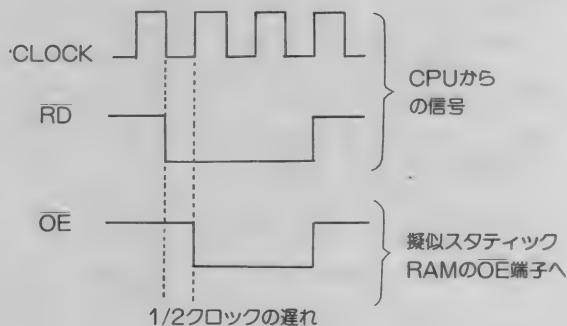 CLOCK
RD
OE
CPUから
の信号
擬似スタティック
RAMのOE端子へ
1/2クロックの遅れ